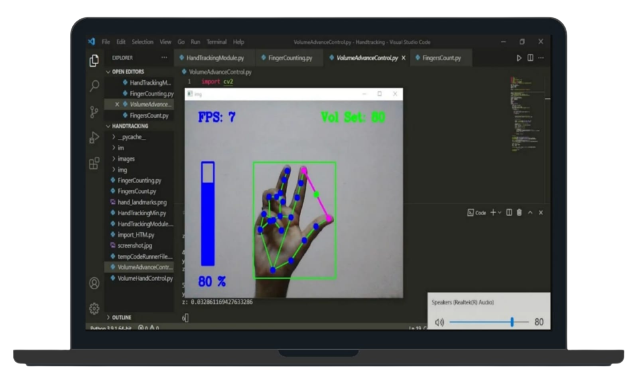 File Edit Selection View Go Run Terminal Help
VolumeAdvanceControl.py - Handtracking - Visual Studio Code
EXPLORER
HandTrackingModule.py
FingerCounting.py
VolumeAdvanceControl.py
FingersCount.py
OPEN EDITORS
HandTrackingM...
FingerCounting.py
VolumeAdvance...
FingersCount.py
VolumeAdvanceControl.py
1 import cv2
img
FPS: 7
Vol Set: 80
80 %
HANDTRACKING
__pycache__
im
images
img
FingerCounting.py
FingersCount.py
hand_landmarks.png
HandTrackingMin.py
HandTrackingModule....
import_HTM.py
screenshot.jpg
tempCodeRunnerFile....
VolumeAdvanceContr...
VolumeHandControl.py
OUTLINE
Code
z: 0.032861169427633286
Speakers (Realtek(R) Audio)
80